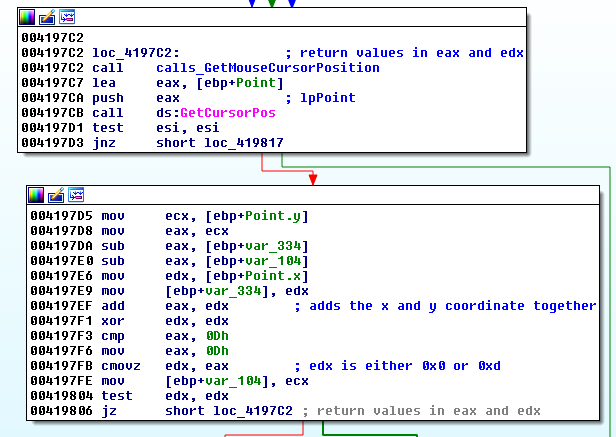 004197C2
004197C2 loc_4197C2: ; return values in eax and edx
004197C2 call calls_GetMouseCursorPosition
004197C7 lea eax, [ebp+Point]
004197CA push eax ; lpPoint
004197CB call ds:GetCursorPos
004197D1 test esi, esi
004197D3 jnz short loc_419817
004197D5 mov ecx, [ebp+Point.y]
004197D8 mov eax, ecx
004197DA sub eax, [ebp+var_334]
004197E0 sub eax, [ebp+var_104]
004197E6 mov edx, [ebp+Point.x]
004197E9 mov [ebp+var_334], edx
004197EF add eax, edx ; adds the x and y coordinate together
004197F1 xor edx, edx
004197F3 cmp eax, 0Dh
004197F6 mov eax, 0Dh
004197FB cmovz edx, eax ; edx is either 0x0 or 0xd
004197FE mov [ebp+var_104], ecx
00419804 test edx, edx
00419806 jz short loc_4197C2 ; return values in eax and edx